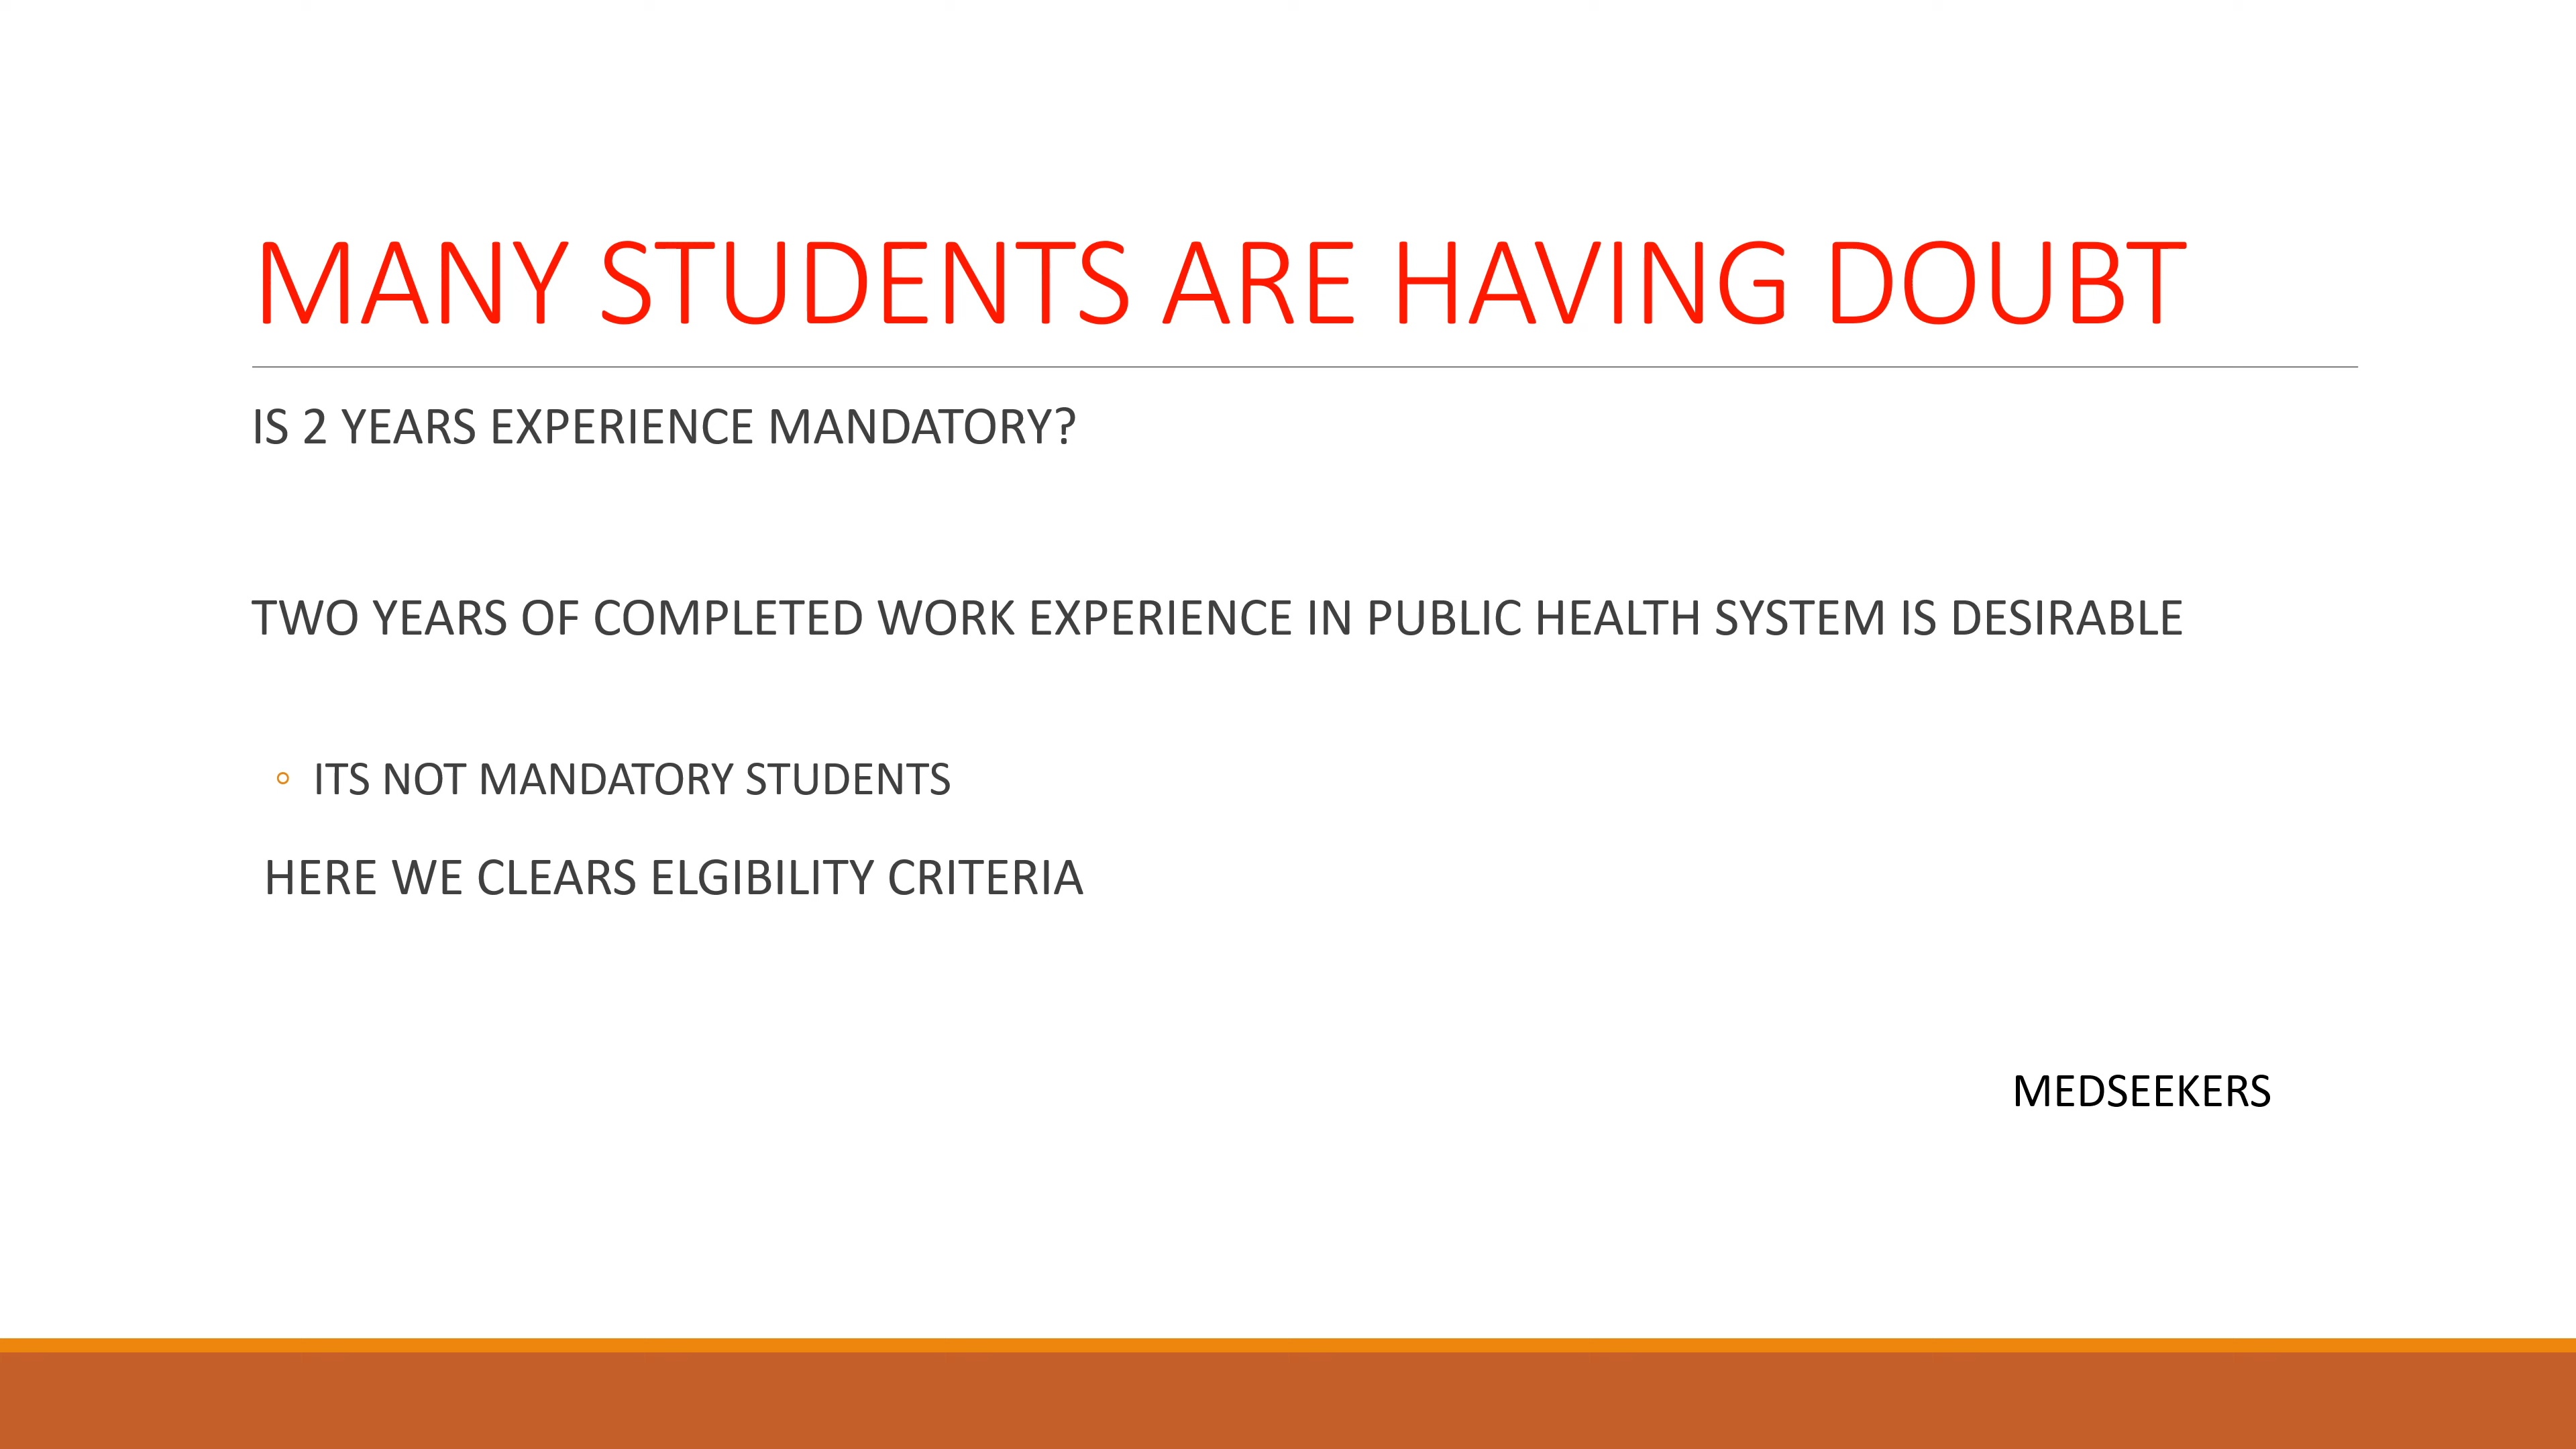 MANY STUDENTS ARE HAVING DOUBT
IS 2 YEARS EXPERIENCE MANDATORY?
TWO YEARS OF COMPLETED WORK EXPERIENCE IN PUBLIC HEALTH SYSTEM IS DESIRABLE
◦ ITS NOT MANDATORY STUDENTS
HERE WE CLEARS ELGIBILITY CRITERIA
MEDSEEKERS